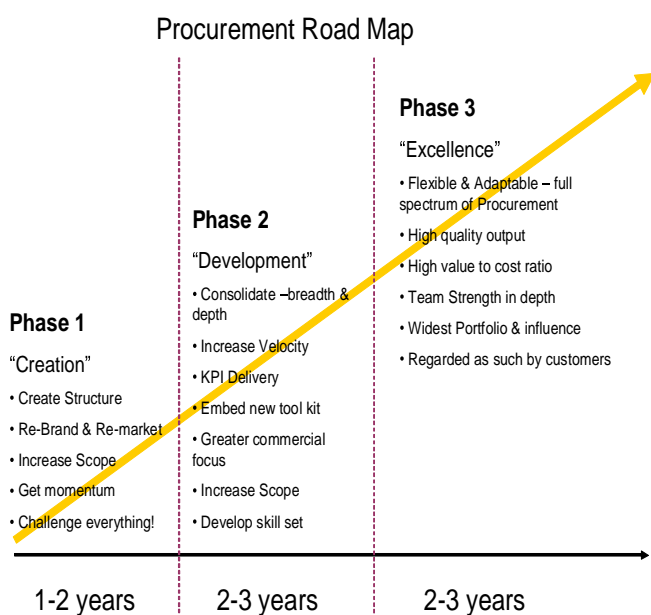 Procurement Road Map
Phase 1
“Creation”
• Create Structure
• Re-Brand & Re-market
• Increase Scope
• Get momentum
• Challenge everything!
1-2 years
Phase 2
“Development”
• Consolidate –breadth &
depth
• Increase Velocity
• KPI Delivery
• Embed new tool kit
• Greater commercial
focus
• Increase Scope
• Develop skill set
2-3 years
Phase 3
“Excellence”
• Flexible & Adaptable – full
spectrum of Procurement
• High quality output
• High value to cost ratio
• Team Strength in depth
• Widest Portfolio & influence
• Regarded as such by customers
2-3 years